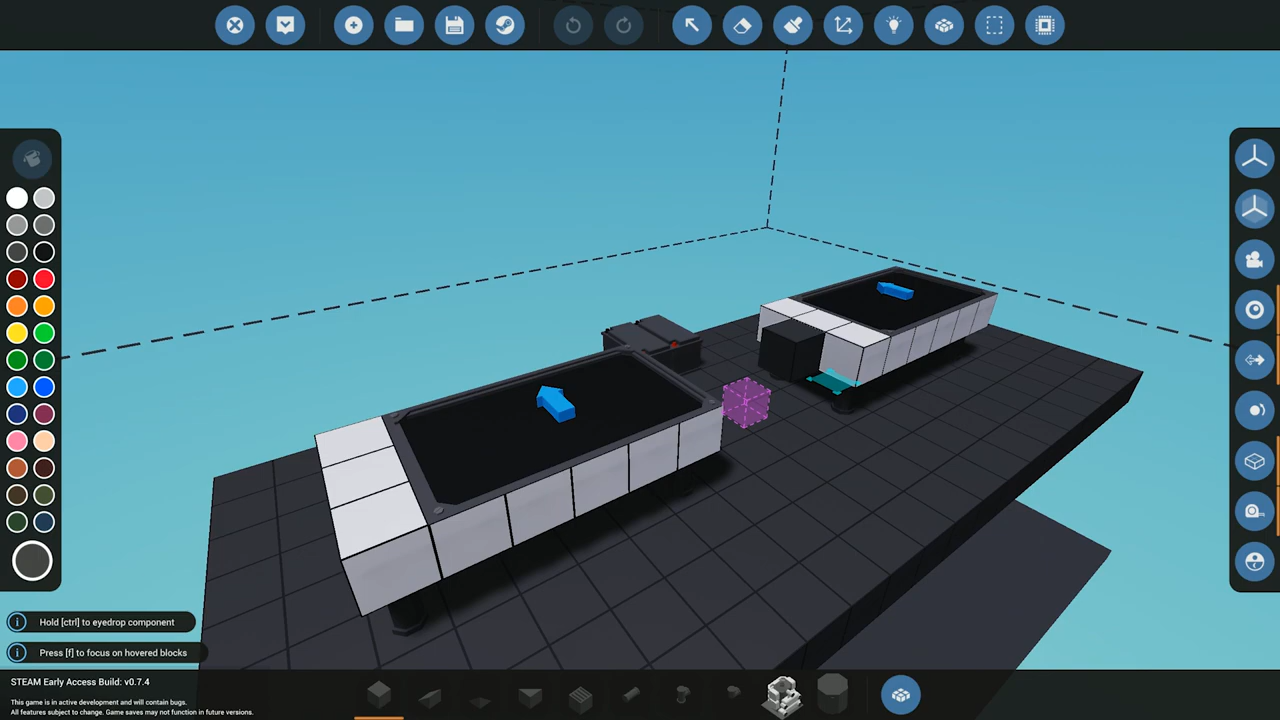 Hold [ctrl] to eyedrop component
Press [f] to focus on hovered blocks
STEAM Early Access Build: v0.7.4
This game is in active development and will contain bugs.
All features subject to change. Game saves may not function in future versions.